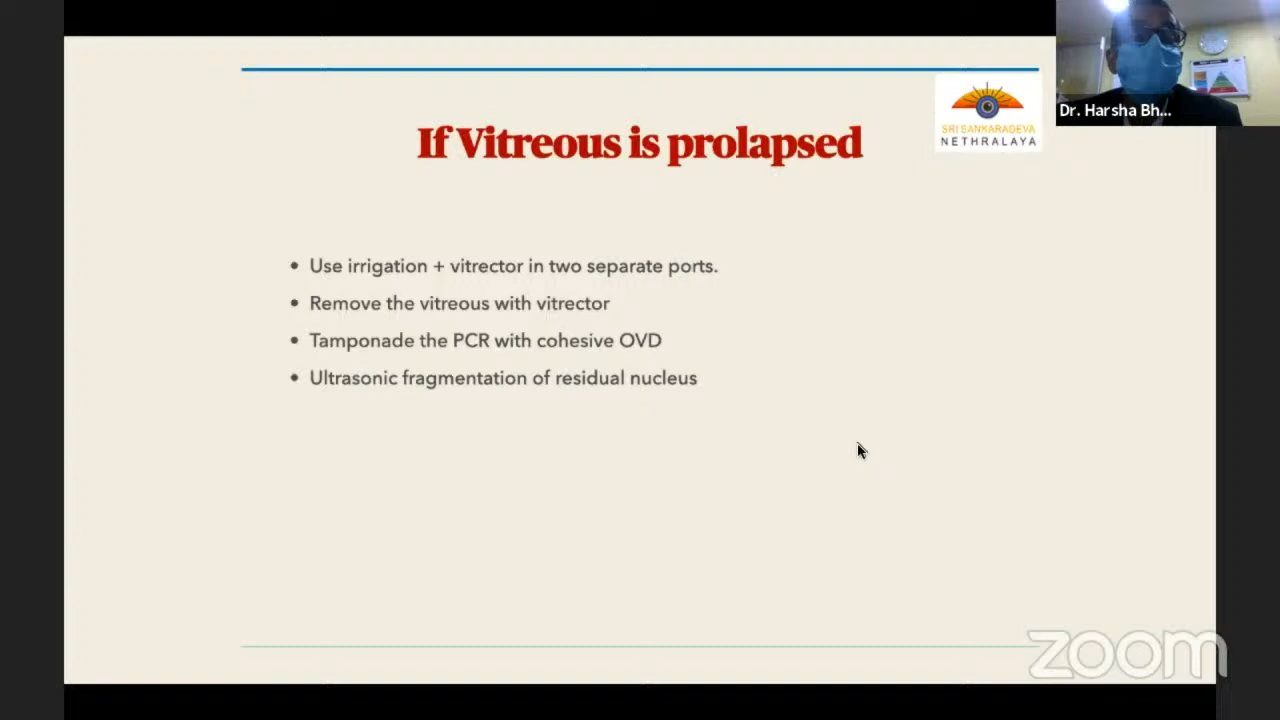 If Vitreous is prolapsed
SRI SANKARADEVA
NETHRALAYA
Dr. Harsha Bh...
• Use irrigation + vitrector in two separate ports.
• Remove the vitreous with vitrector
• Tamponade the PCR with cohesive OVD
• Ultrasonic fragmentation of residual nucleus
zoom